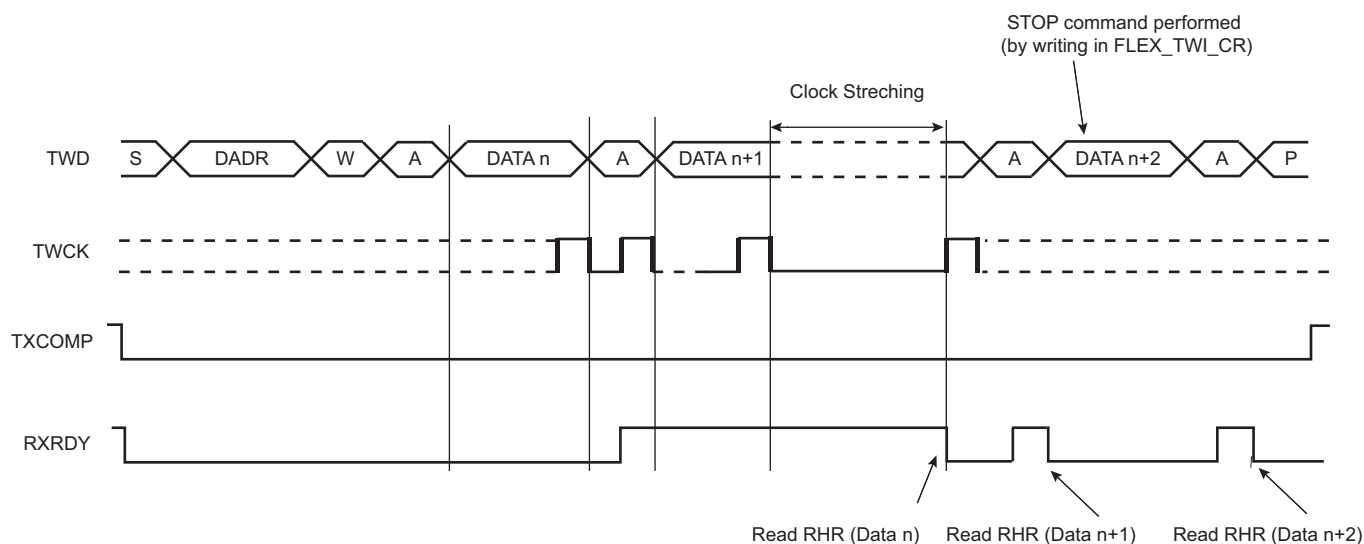 STOP command performed
(by writing in FLEX_TWI_CR)
Clock Streching
TWD S DADR W A DATA n A DATA n+1 A DATA n+2 A P
TWCK
TXCOMP
RXRDY
Read RHR (Data n) Read RHR (Data n+1) Read RHR (Data n+2)